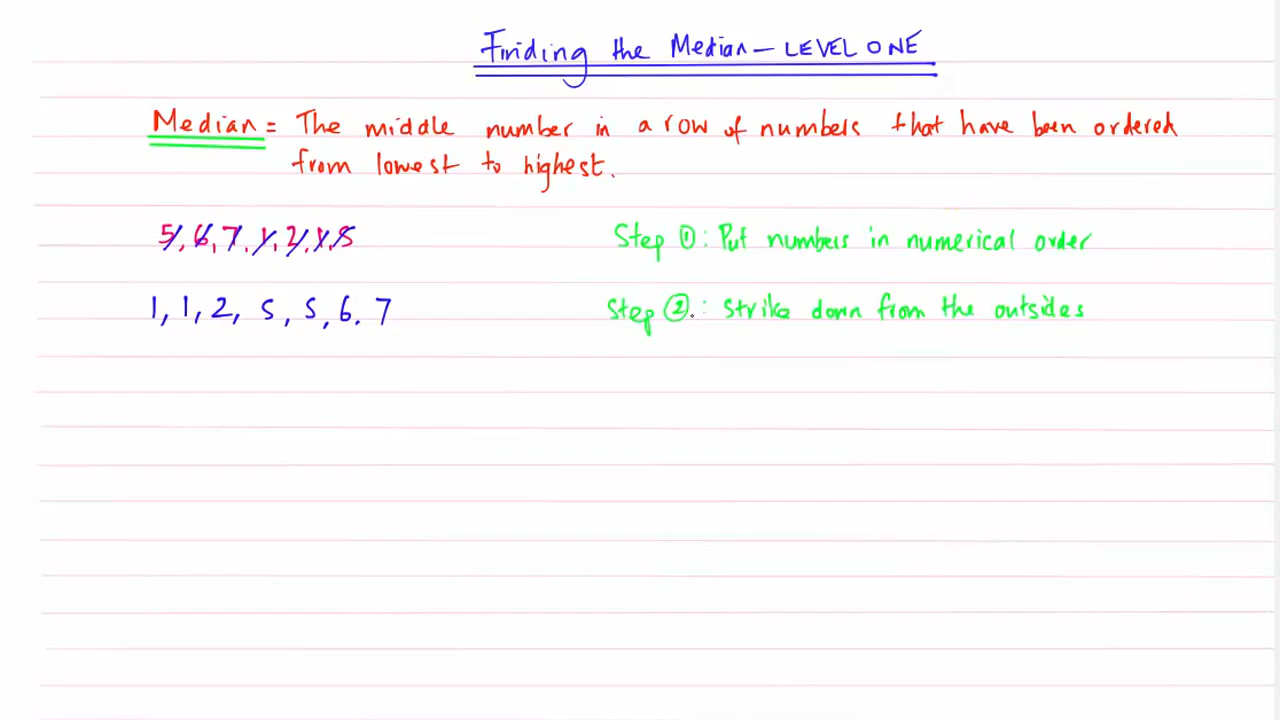 Finding the Median – LEVEL ONE
Median = The middle number in a row of numbers that have been ordered
from lowest to highest.
5, 6, 7, 1, 2, 1, 5
Step ①: Put numbers in numerical order
1, 1, 2, 5, 5, 6, 7
Step ②: Strike down from the outsides